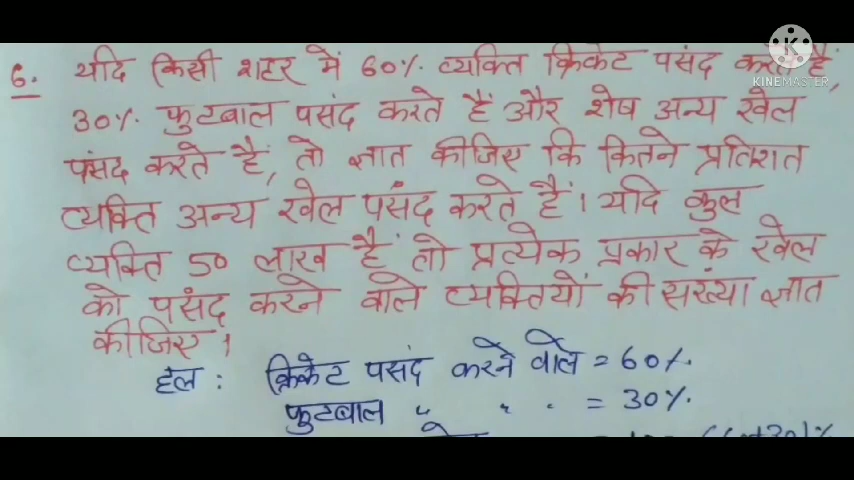 KINEMASTER
6. यदि किसी शहर में 60% व्यक्ति क्रिकेट पसंद करते हैं,
30% फुटबाल पसंद करते हैं और शेष अन्य खेल
पसंद करते हैं, तो ज्ञात कीजिए कि कितने प्रतिशत
व्यक्ति अन्य खेल पसंद करते हैं। यदि कुल
व्यक्ति 50 लाख हैं तो प्रत्येक प्रकार के खेल
को पसंद करने वाले व्यक्तियों की संख्या ज्ञात
कीजिए।
हल : क्रिकेट पसंद करने वाले = 60%
फुटबाल " " " = 30%.